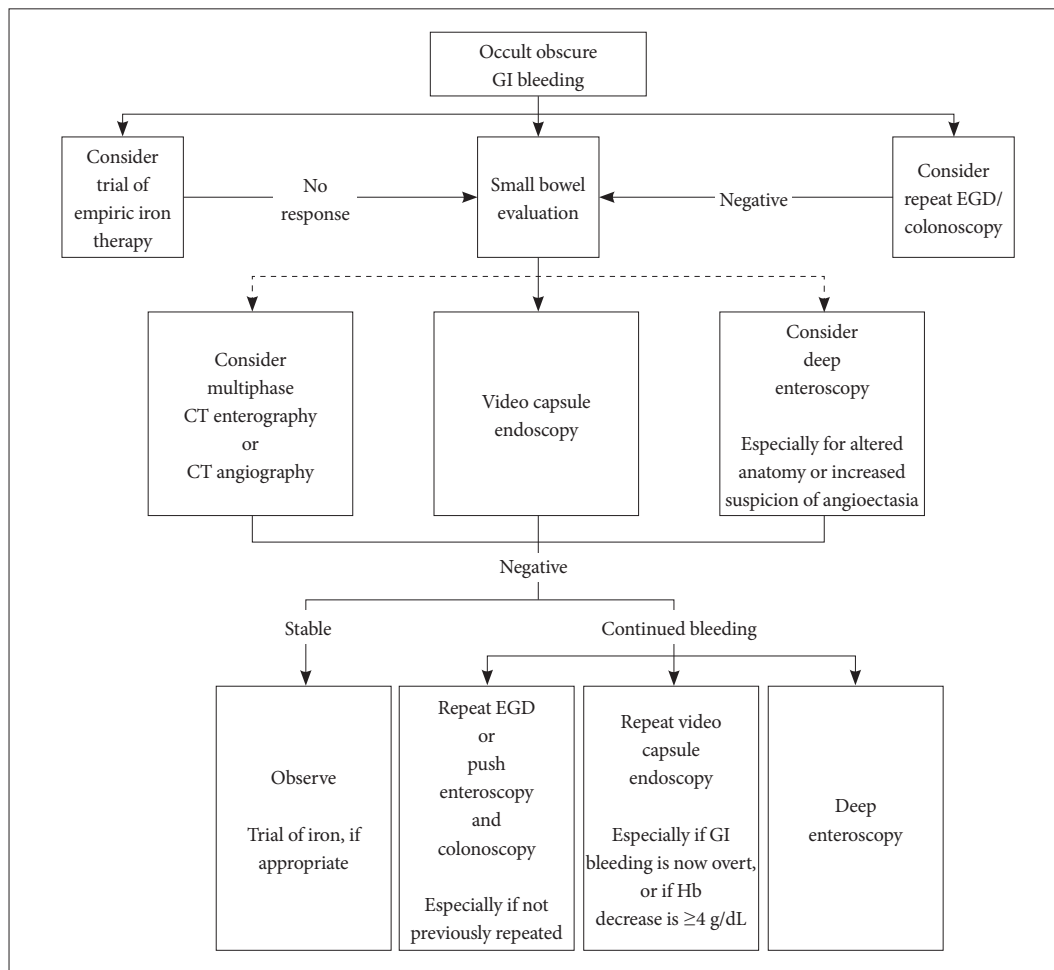 Occult obscure
GI bleeding
Consider
trial of
empiric iron
therapy
No
response
Small bowel
evaluation
Negative
Consider
repeat EGD/
colonoscopy
Consider
multiphase
CT enterography
or
CT angiography
Video capsule
endoscopy
Consider
deep
enteroscopy
Especially for altered
anatomy or increased
suspicion of angioectasia
Negative
Stable
Continued bleeding
Observe
Trial of iron, if
appropriate
Repeat EGD
or
push
enteroscopy
and
colonoscopy
Especially if not
previously repeated
Repeat video
capsule
endoscopy
Especially if GI
bleeding is now overt,
or if Hb
decrease is ≥4 g/dL
Deep
enteroscopy